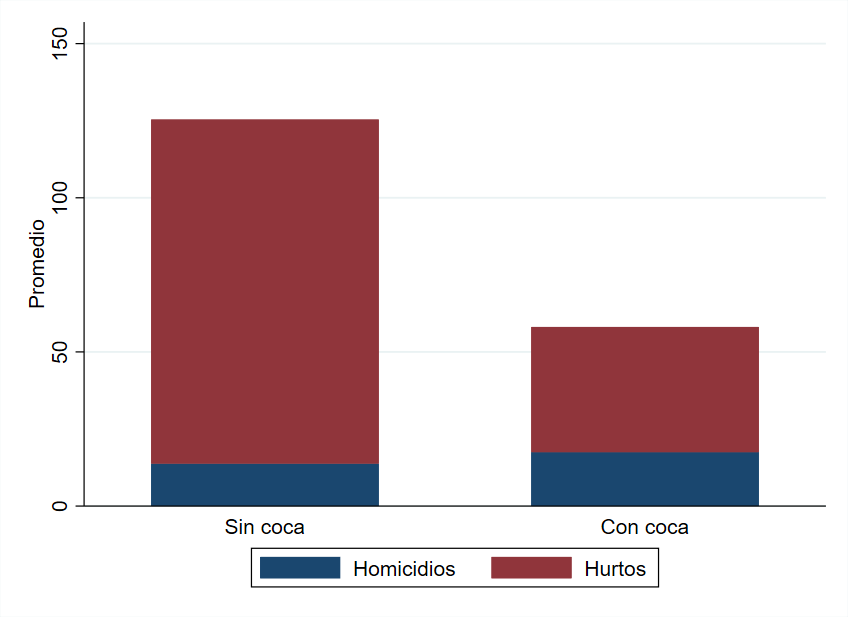 150
100
50
0
Promedio
Sin coca
Con coca
Homicidios
Hurtos